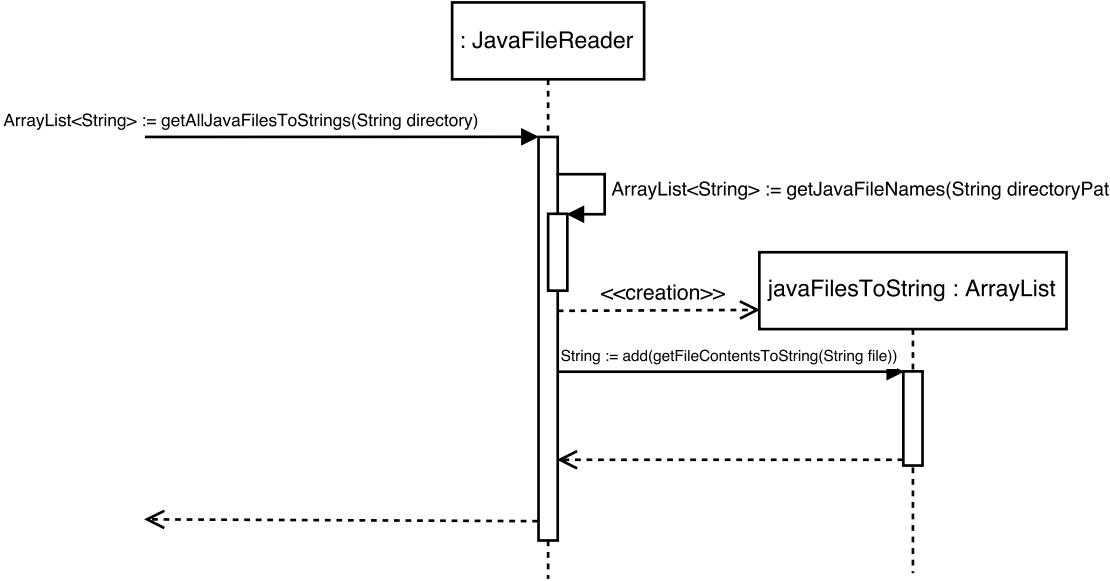 : JavaFileReader
ArrayList<String> := getAllJavaFilesToStrings(String directory)
ArrayList<String> := getJavaFileNames(String directoryPat
<<creation>>
javaFilesToString : ArrayList
String := add(getFileContentsToString(String file))